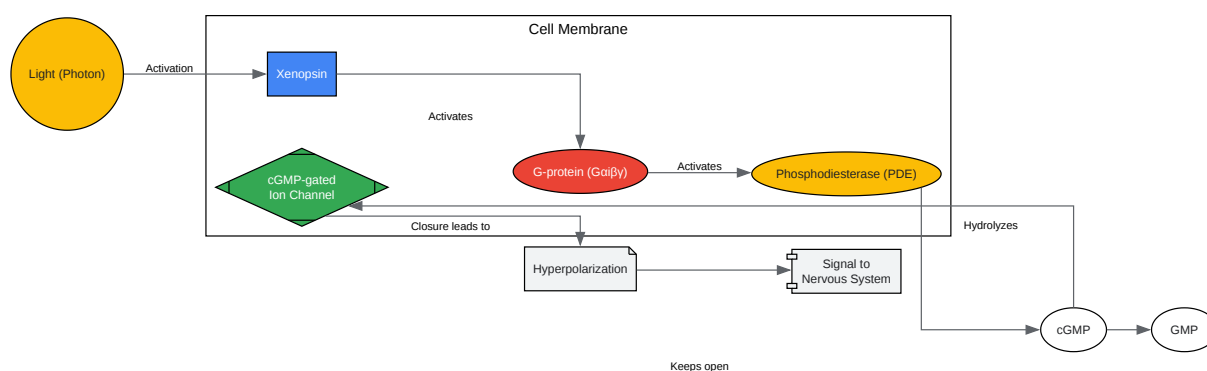 Cell Membrane
Light (Photon)
Activation
Xenopsin
Activates
cGMP-gated
Ion Channel
G-protein (Gαiβγ)
Activates
Phosphodiesterase (PDE)
Closure leads to
Hydrolyzes
Hyperpolarization
Signal to
Nervous System
cGMP
GMP
Keeps open